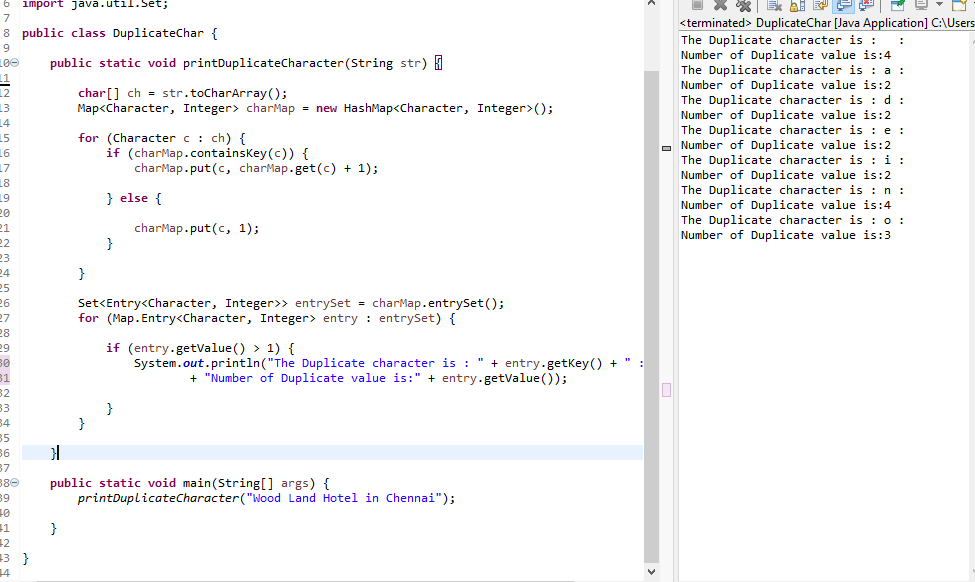 6 import java.util.Set;
7
8 public class DuplicateChar {
9
10 public static void printDuplicateCharacter(String str) {
11
12 char[] ch = str.toCharArray();
13 Map<Character, Integer> charMap = new HashMap<Character, Integer>();
14
15 for (Character c : ch) {
16 if (charMap.containsKey(c)) {
17 charMap.put(c, charMap.get(c) + 1);
18
19 } else {
20
21 charMap.put(c, 1);
22 }
23
24 }
25
26 Set<Entry<Character, Integer>> entrySet = charMap.entrySet();
27 for (Map.Entry<Character, Integer> entry : entrySet) {
28
29 if (entry.getValue() > 1) {
30 System.out.println("The Duplicate character is : " + entry.getKey() + " :
31 + "Number of Duplicate value is:" + entry.getValue());
32
33 }
34 }
35
36 }
37
38 public static void main(String[] args) {
39 printDuplicateCharacter("Wood Land Hotel in Chennai");
40
41 }
42
43 }
44
<terminated> DuplicateChar [Java Application] C:\Users
The Duplicate character is :   :
Number of Duplicate value is:4
The Duplicate character is : a :
Number of Duplicate value is:2
The Duplicate character is : d :
Number of Duplicate value is:2
The Duplicate character is : e :
Number of Duplicate value is:2
The Duplicate character is : i :
Number of Duplicate value is:2
The Duplicate character is : n :
Number of Duplicate value is:4
The Duplicate character is : o :
Number of Duplicate value is:3